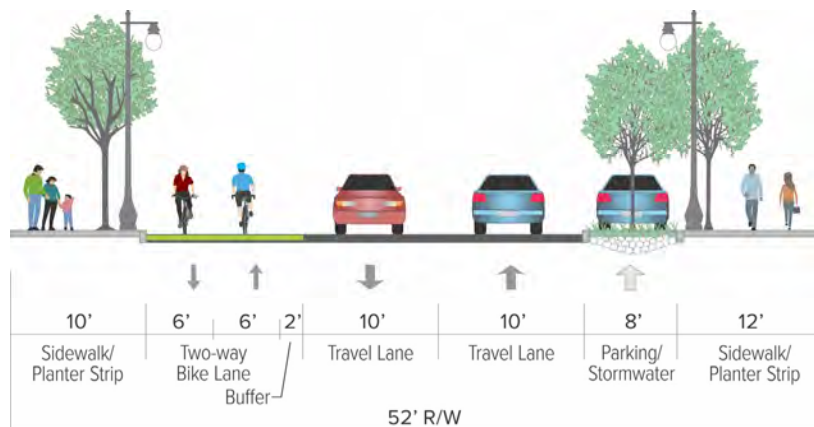 10' 6' 6' 2' 10' 10' 8' 12'
Sidewalk/ Two-way Travel Lane Travel Lane Parking/ Sidewalk/
Planter Strip Bike Lane Stormwater Planter Strip
Buffer
52' R/W